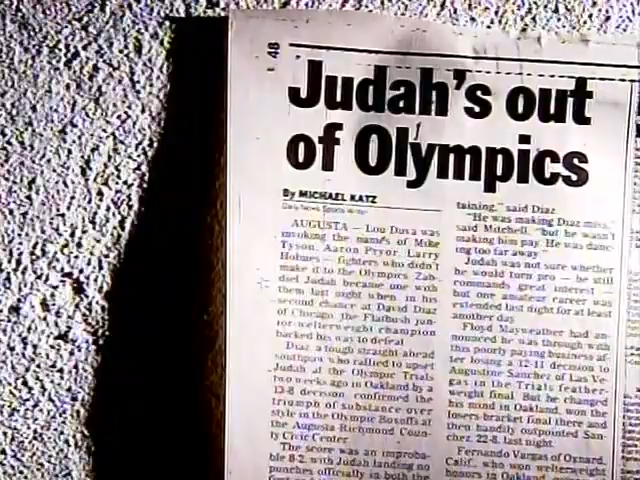 48
Judah's out
of Olympics
By MICHAEL KATZ
Daily News Sports Writer
AUGUSTA — Lou Duva was
invoking the names of Mike
Tyson, Aaron Pryor, Larry
Holmes — fighters who didn't
make it to the Olympics. Zab-
diel Judah became one with
them last night when in his
second chance at David Diaz
of Chicago, the Flatbush jun-
ior-welterweight champion
backed his way to defeat.
Diaz, a tough straight-ahead
southpaw who rallied to upset
Judah at the Olympic Trials
two weeks ago in Oakland by a
13-8 decision, confirmed the
triumph of substance over
style in the Olympic Boxoffs at
the Augusta-Richmond Coun-
ty Civic Center.
The score was an improba-
ble 8-2, with Judah landing no
punches officially in both the
taining," said Diaz.
"He was making Diaz miss,"
said Mitchell, "but he wasn't
making him pay. He was danc-
ing too far away."
Judah was not sure whether
he would turn pro — he still
commands great interest —
but one amateur career was
extended last night for at least
another day.
Floyd Mayweather had an-
nounced he was through with
this poorly paying business af-
ter losing a 12-11 decision to
Augustine Sanchez of Las Ve-
gas in the Trials feather-
weight final. But he changed
his mind in Oakland, won the
losers-bracket final there and
then handily outpointed San-
chez, 22-8, last night.
Fernando Vargas of Oxnard,
Calif., who won welterweight
honors in Oakland,